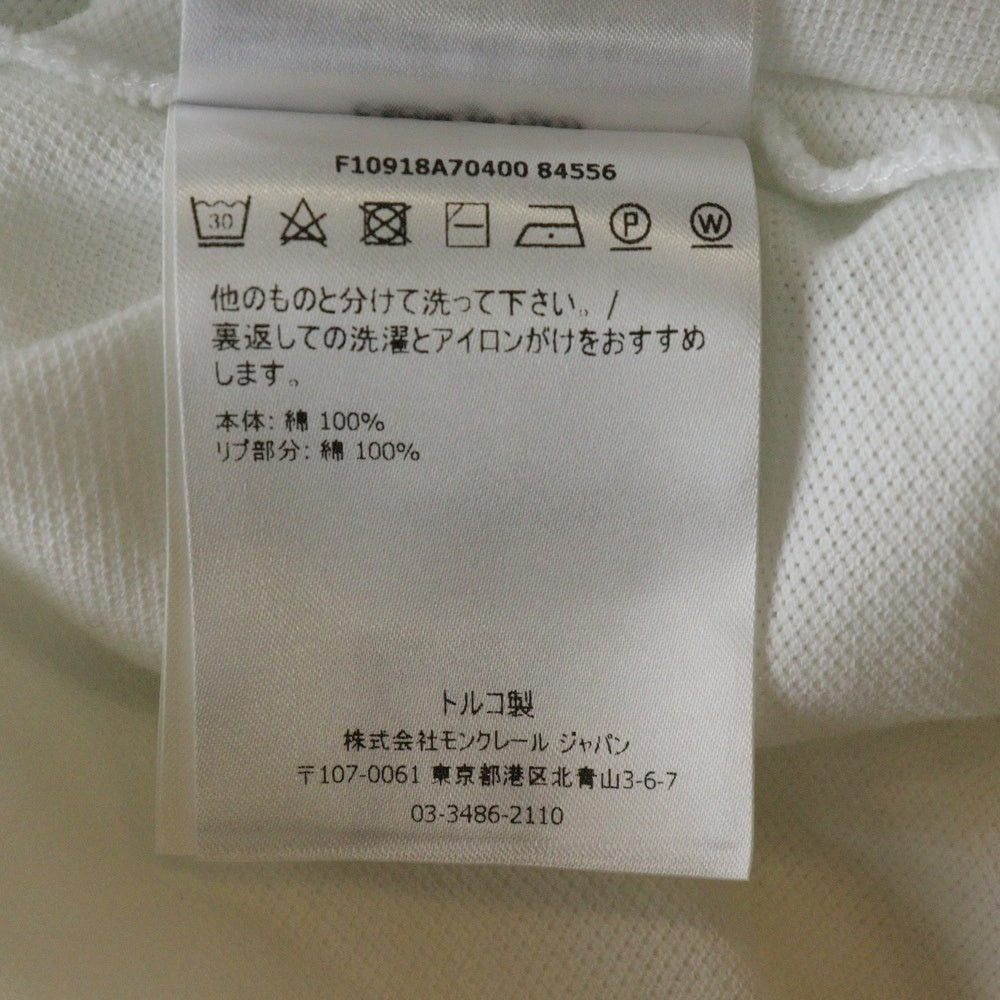 F10918A70400 84556
30 P W
他のものと分けて洗って下さい。/
裏返しての洗濯とアイロンがけをおすすめ
します。
本体: 綿 100%
リブ部分: 綿 100%
トルコ製
株式会社モンクレール ジャパン
〒107-0061 東京都港区北青山3-6-7
03-3486-2110